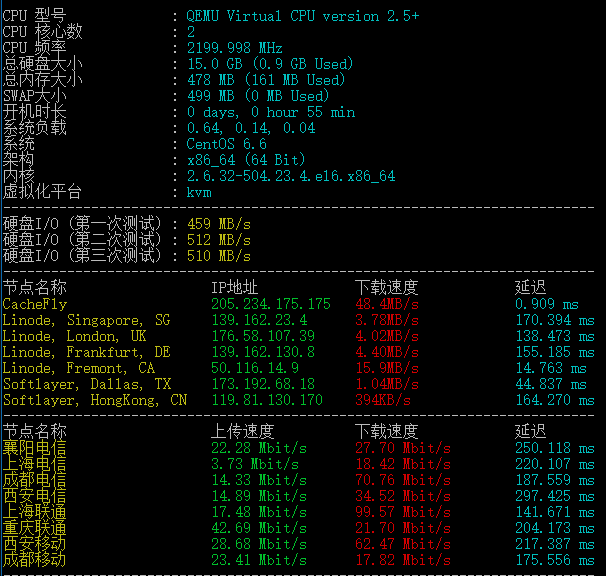 CPU 型号 : QEMU Virtual CPU version 2.5+
CPU 核心数 : 2
CPU 频率 : 2199.998 MHz
总硬盘大小 : 15.0 GB (0.9 GB Used)
总内存大小 : 478 MB (161 MB Used)
SWAP大小 : 499 MB (0 MB Used)
开机时长 : 0 days, 0 hour 55 min
系统负载 : 0.64, 0.14, 0.04
系统 : CentOS 6.6
架构 : x86_64 (64 Bit)
内核 : 2.6.32-504.23.4.el6.x86_64
虚拟化平台 : kvm
硬盘I/O (第一次测试) : 459 MB/s
硬盘I/O (第二次测试) : 512 MB/s
硬盘I/O (第三次测试) : 510 MB/s
节点名称 IP地址 下载速度 延迟
CacheFly 205.234.175.175 48.4MB/s 0.909 ms
Linode, Singapore, SG 139.162.23.4 3.78MB/s 170.394 ms
Linode, London, UK 176.58.107.39 4.02MB/s 138.473 ms
Linode, Frankfurt, DE 139.162.130.8 4.40MB/s 155.185 ms
Linode, Fremont, CA 50.116.14.9 15.9MB/s 14.763 ms
Softlayer, Dallas, TX 173.192.68.18 1.04MB/s 44.837 ms
Softlayer, HongKong, CN 119.81.130.170 394KB/s 164.270 ms
节点名称 上传速度 下载速度 延迟
襄阳电信 22.28 Mbit/s 27.70 Mbit/s 250.118 ms
上海电信 3.73 Mbit/s 18.42 Mbit/s 220.107 ms
成都电信 14.33 Mbit/s 70.76 Mbit/s 187.559 ms
西安电信 14.89 Mbit/s 34.52 Mbit/s 297.425 ms
上海联通 17.48 Mbit/s 99.57 Mbit/s 141.671 ms
重庆联通 42.69 Mbit/s 21.70 Mbit/s 204.173 ms
西安移动 28.68 Mbit/s 62.47 Mbit/s 217.387 ms
成都移动 23.41 Mbit/s 17.82 Mbit/s 175.556 ms